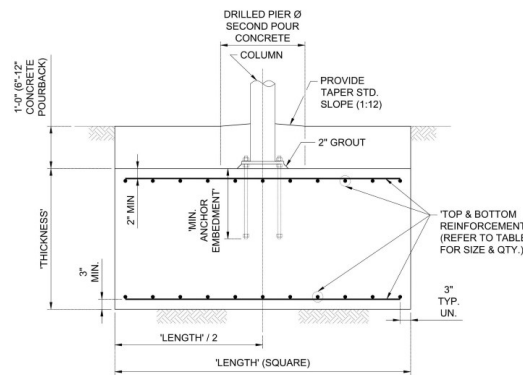 DRILLED PIER Ø
SECOND POUR
CONCRETE
COLUMN
PROVIDE
TAPER STD.
SLOPE (1:12)
1'-0" (6"-12"
CONCRETE
POURBACK)
2" GROUT
2" MIN
'MIN.
ANCHOR
EMBEDMENT'
'THICKNESS'
'TOP & BOTTOM
REINFORCEMENT'
(REFER TO TABLE
FOR SIZE & QTY.)
3"
MIN.
3"
TYP.
UN.
'LENGTH' / 2
'LENGTH' (SQUARE)